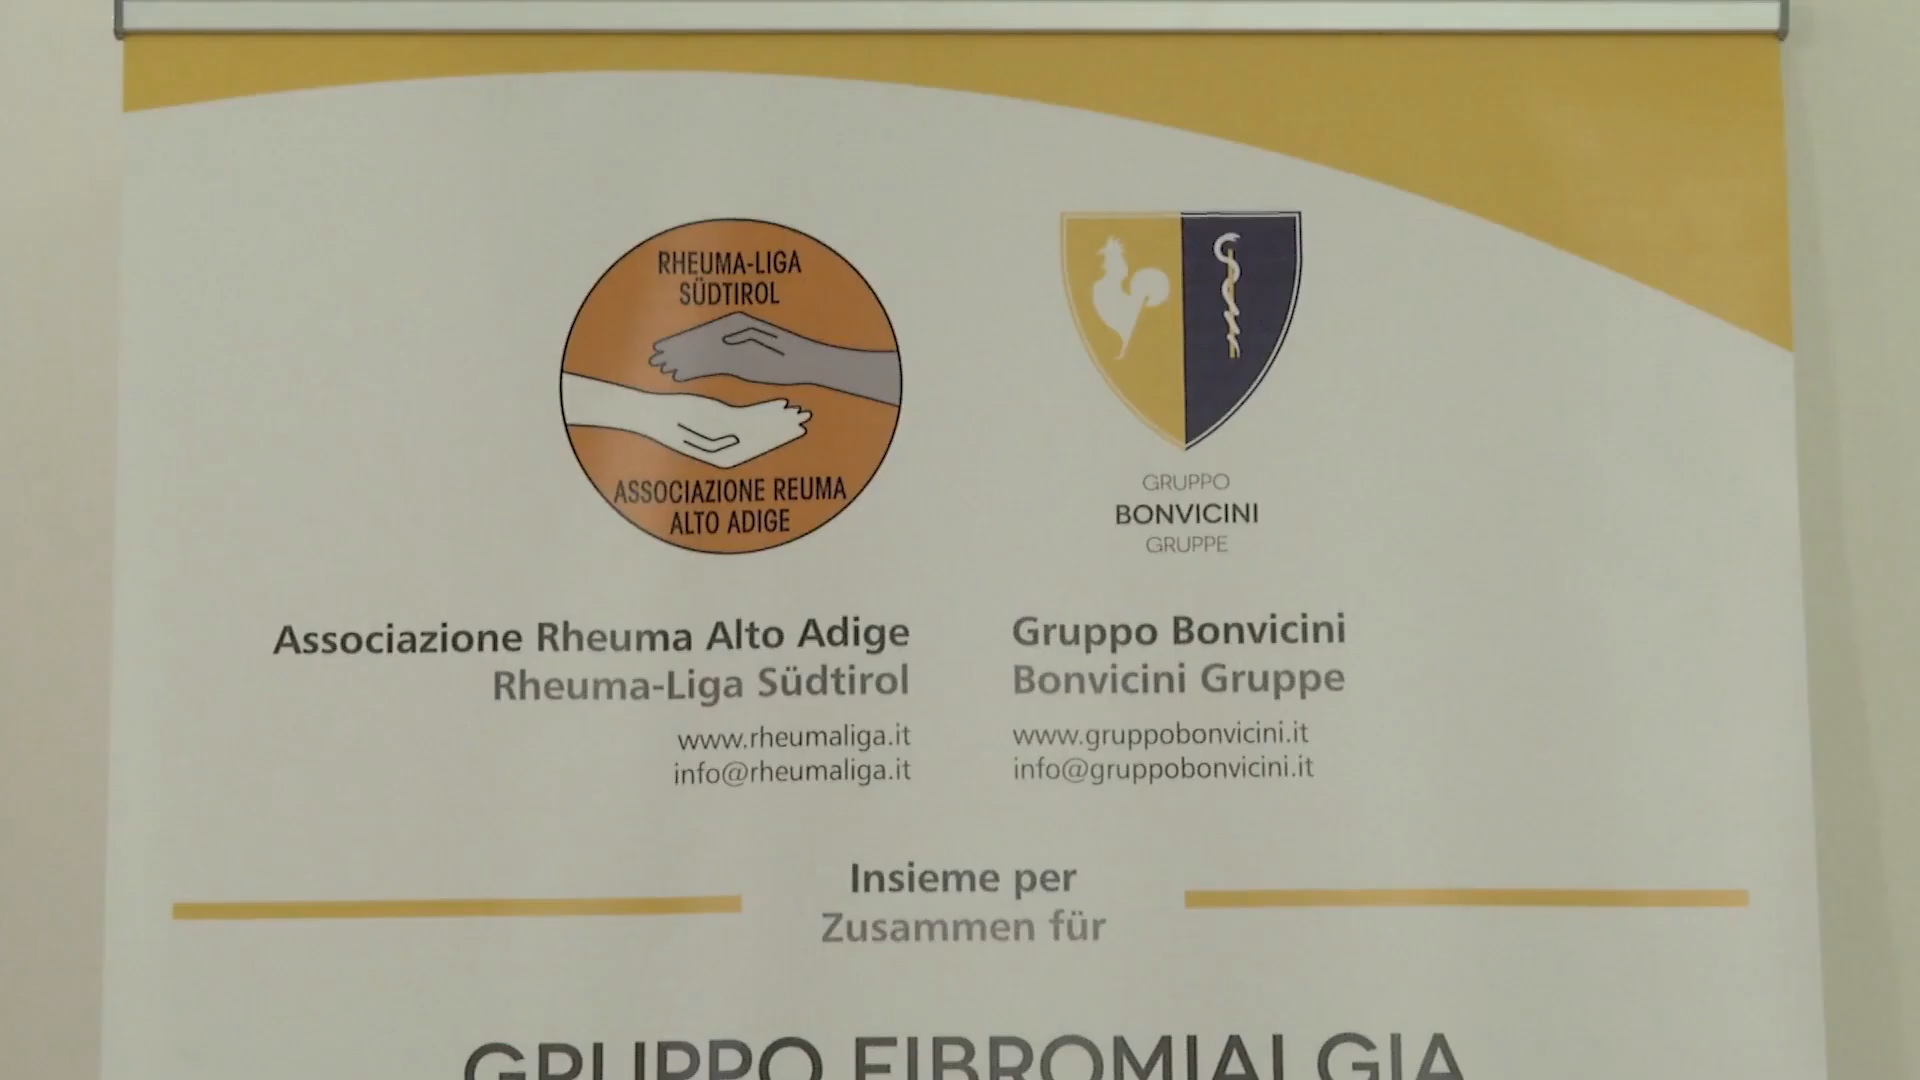 RHEUMA-LIGA
SÜDTIROL
ASSOCIAZIONE REUMA
ALTO ADIGE
GRUPPO
BONVICINI
GRUPPE
Associazione Rheuma Alto Adige
Rheuma-Liga Südtirol
www.rheumaliga.it
info@rheumaliga.it
Gruppo Bonvicini
Bonvicini Gruppe
www.gruppobonvicini.it
info@gruppobonvicini.it
Insieme per
Zusammen für
GRUPPO FIBROMIALGIA